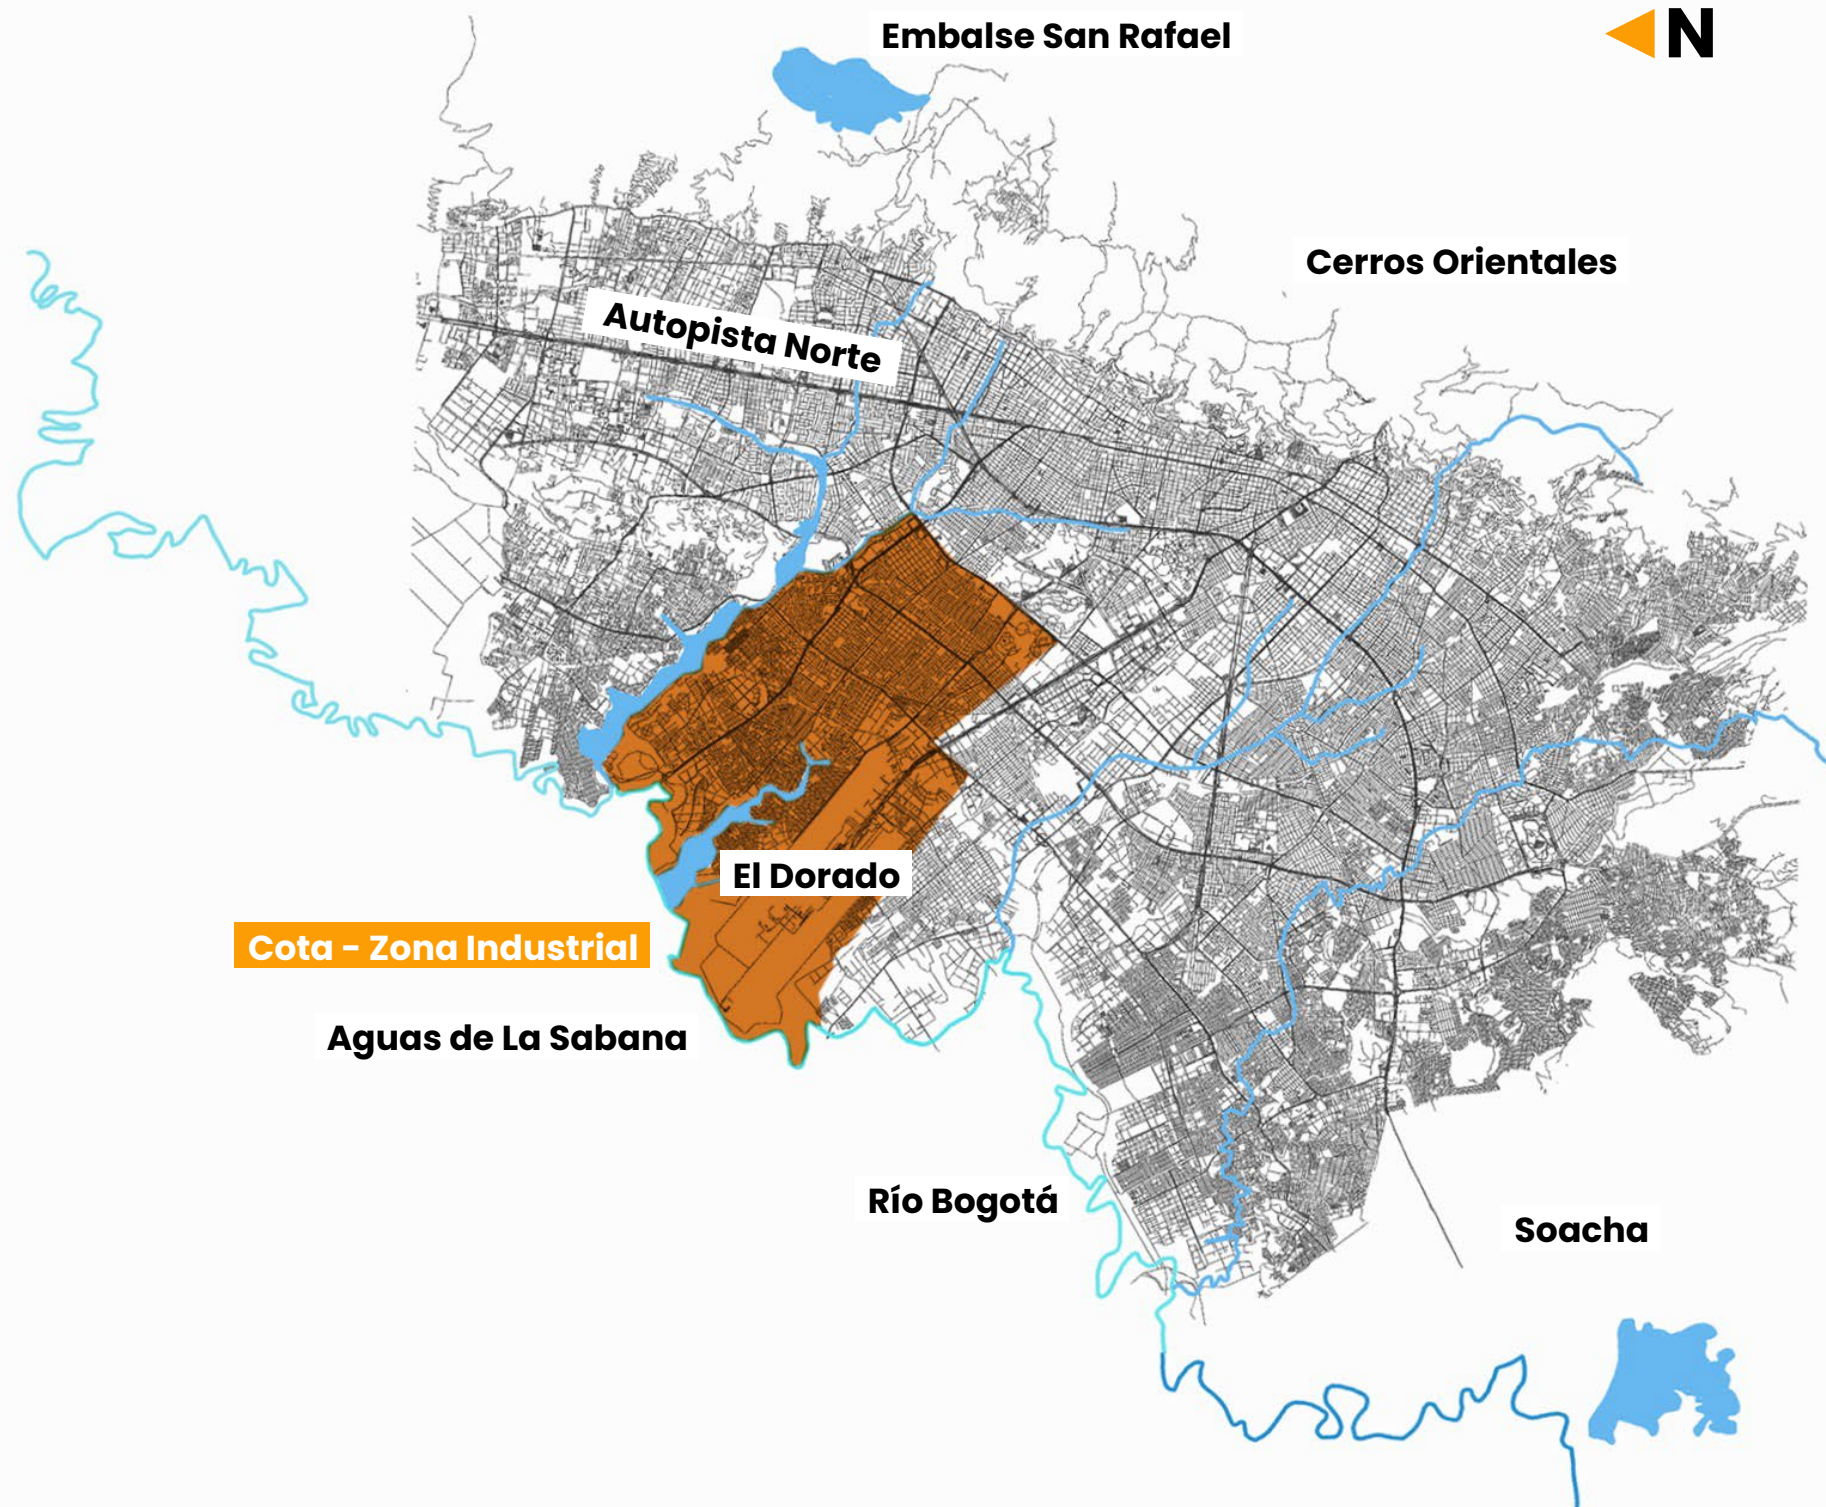 N
Embalse San Rafael
Cerros Orientales
Autopista Norte
El Dorado
Cota - Zona Industrial
Aguas de La Sabana
Río Bogotá
Soacha